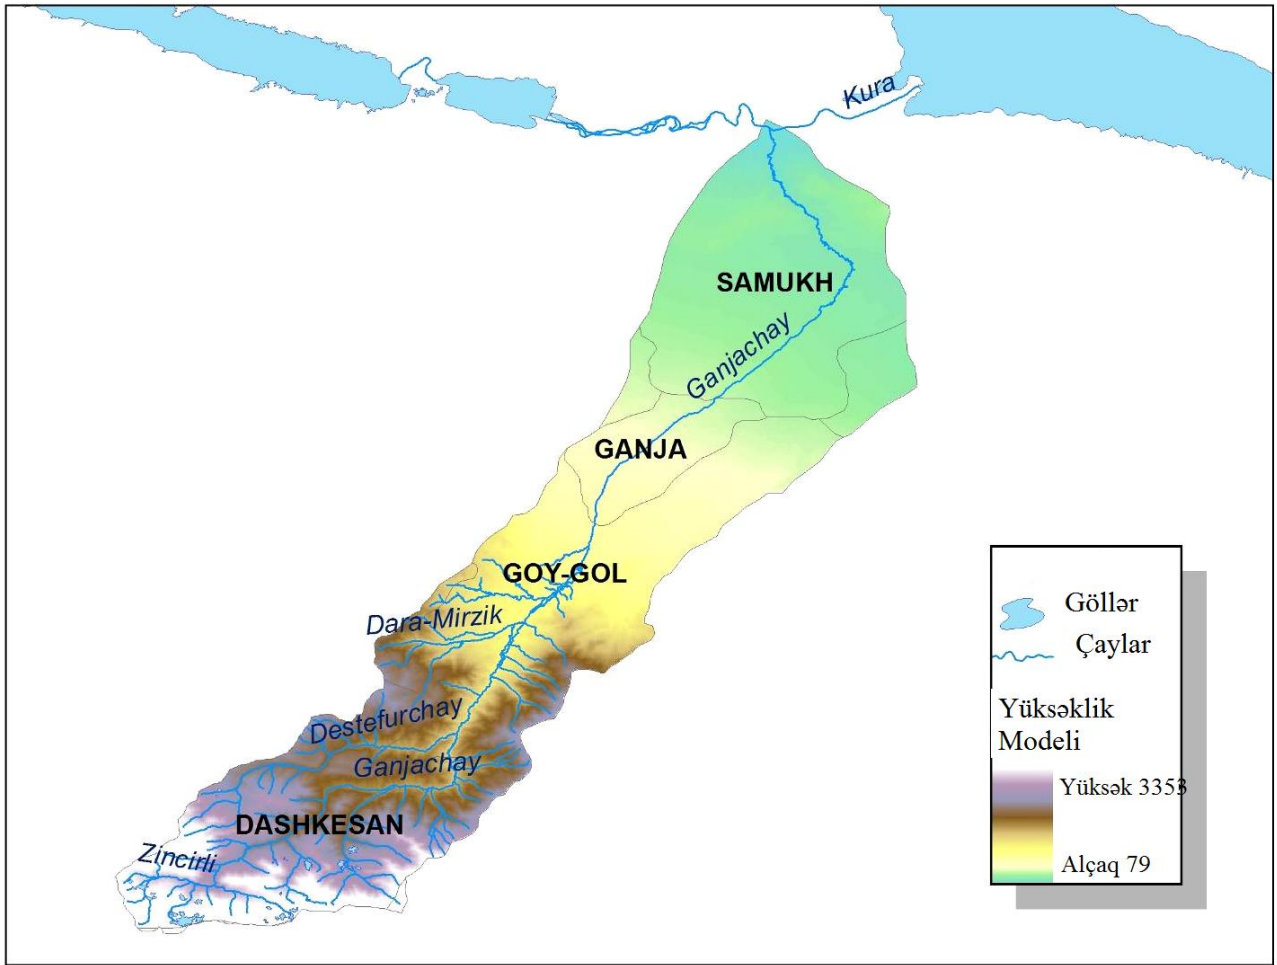 Kura
SAMUKH
Ganjachay
GANJA
GOY-GOL
Dara-Mirzik
Destefurchay
Ganjachay
DASHKESAN
Zincirli
Göllər
Çaylar
Yüksəklik
Modeli
Yüksək 3353
Alçaq 79